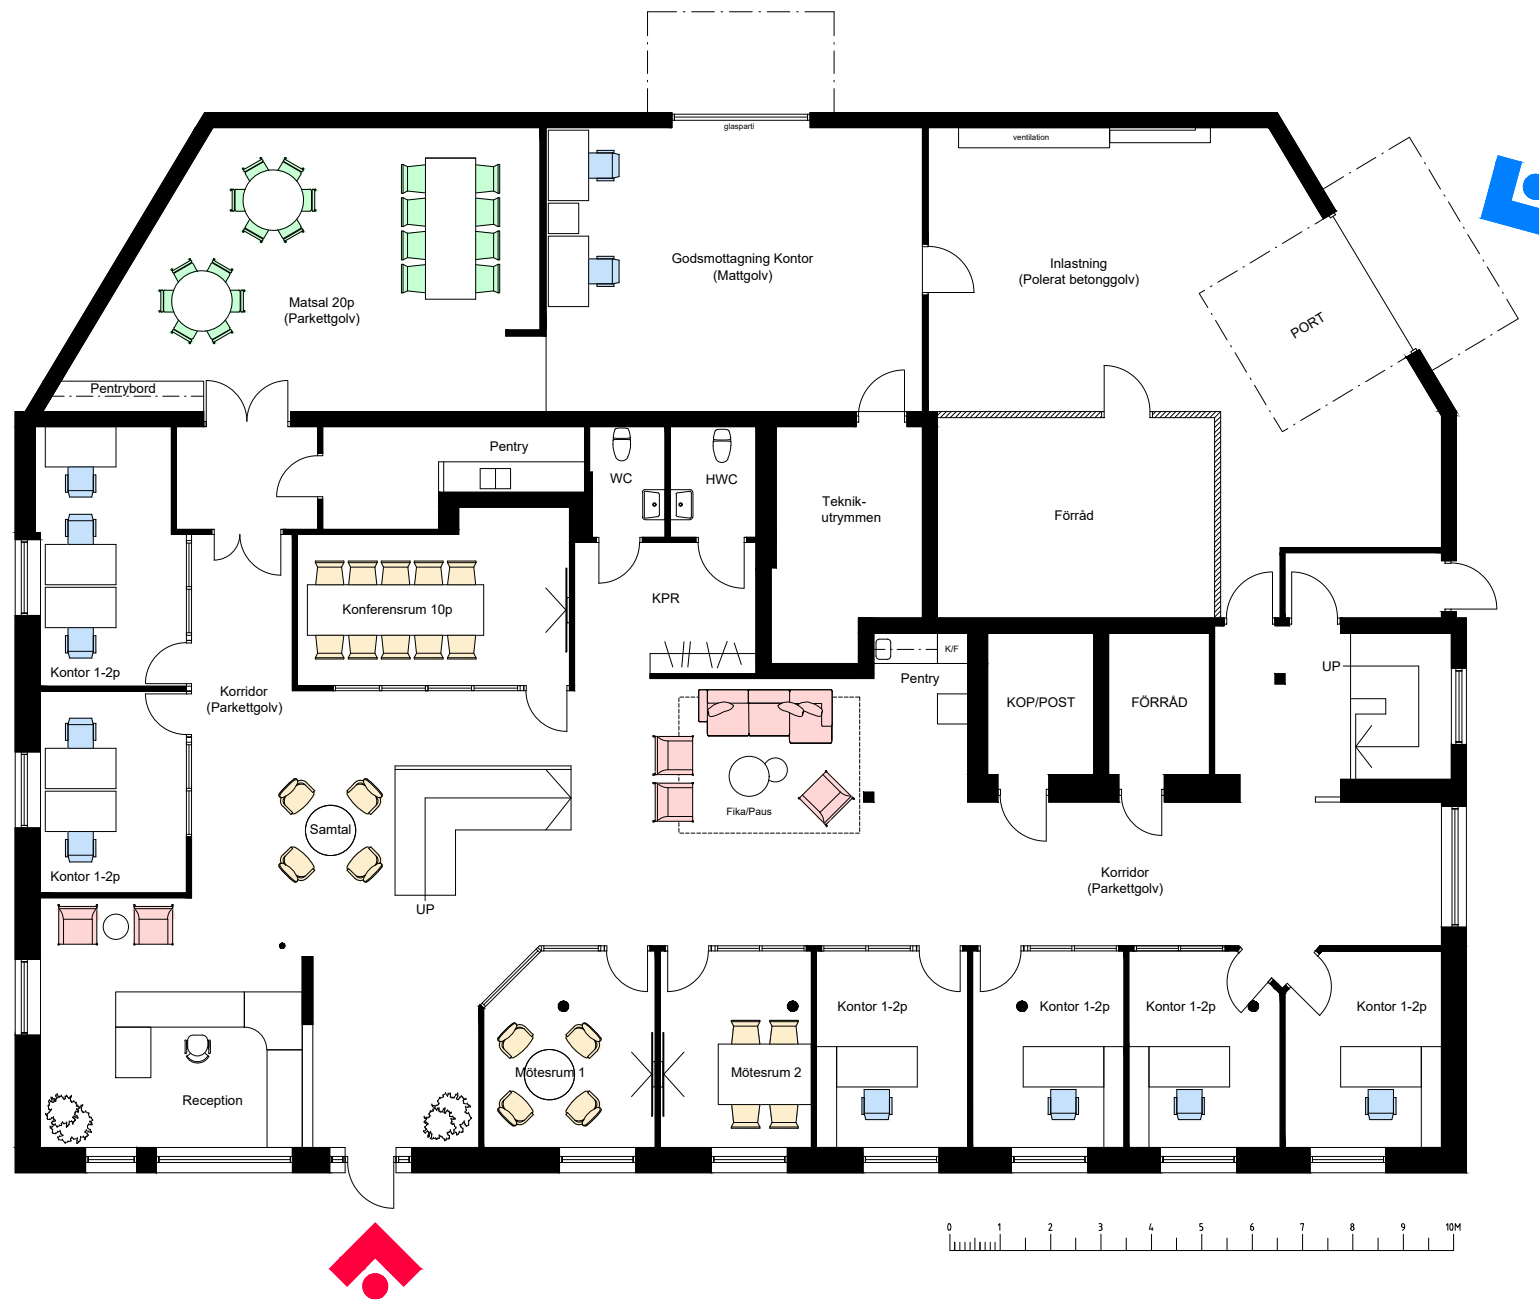 glasparti
ventilation
Godsmottagning Kontor
(Mattgolv)
Inlastning
(Polerat betonggolv)
Matsal 20p
(Parkettgolv)
PORT
Pentrybord
Pentry
WC
HWC
Teknik-
utrymmen
Förråd
Konferensrum 10p
KPR
Kontor 1-2p
Korridor
(Parkettgolv)
K/F
Pentry
KOP/POST
FÖRRÅD
UP
Samtal
Fika/Paus
Kontor 1-2p
UP
Korridor
(Parkettgolv)
Kontor 1-2p
Kontor 1-2p
Kontor 1-2p
Kontor 1-2p
Mötesrum 1
Mötesrum 2
Reception
0 1 2 3 4 5 6 7 8 9 10M